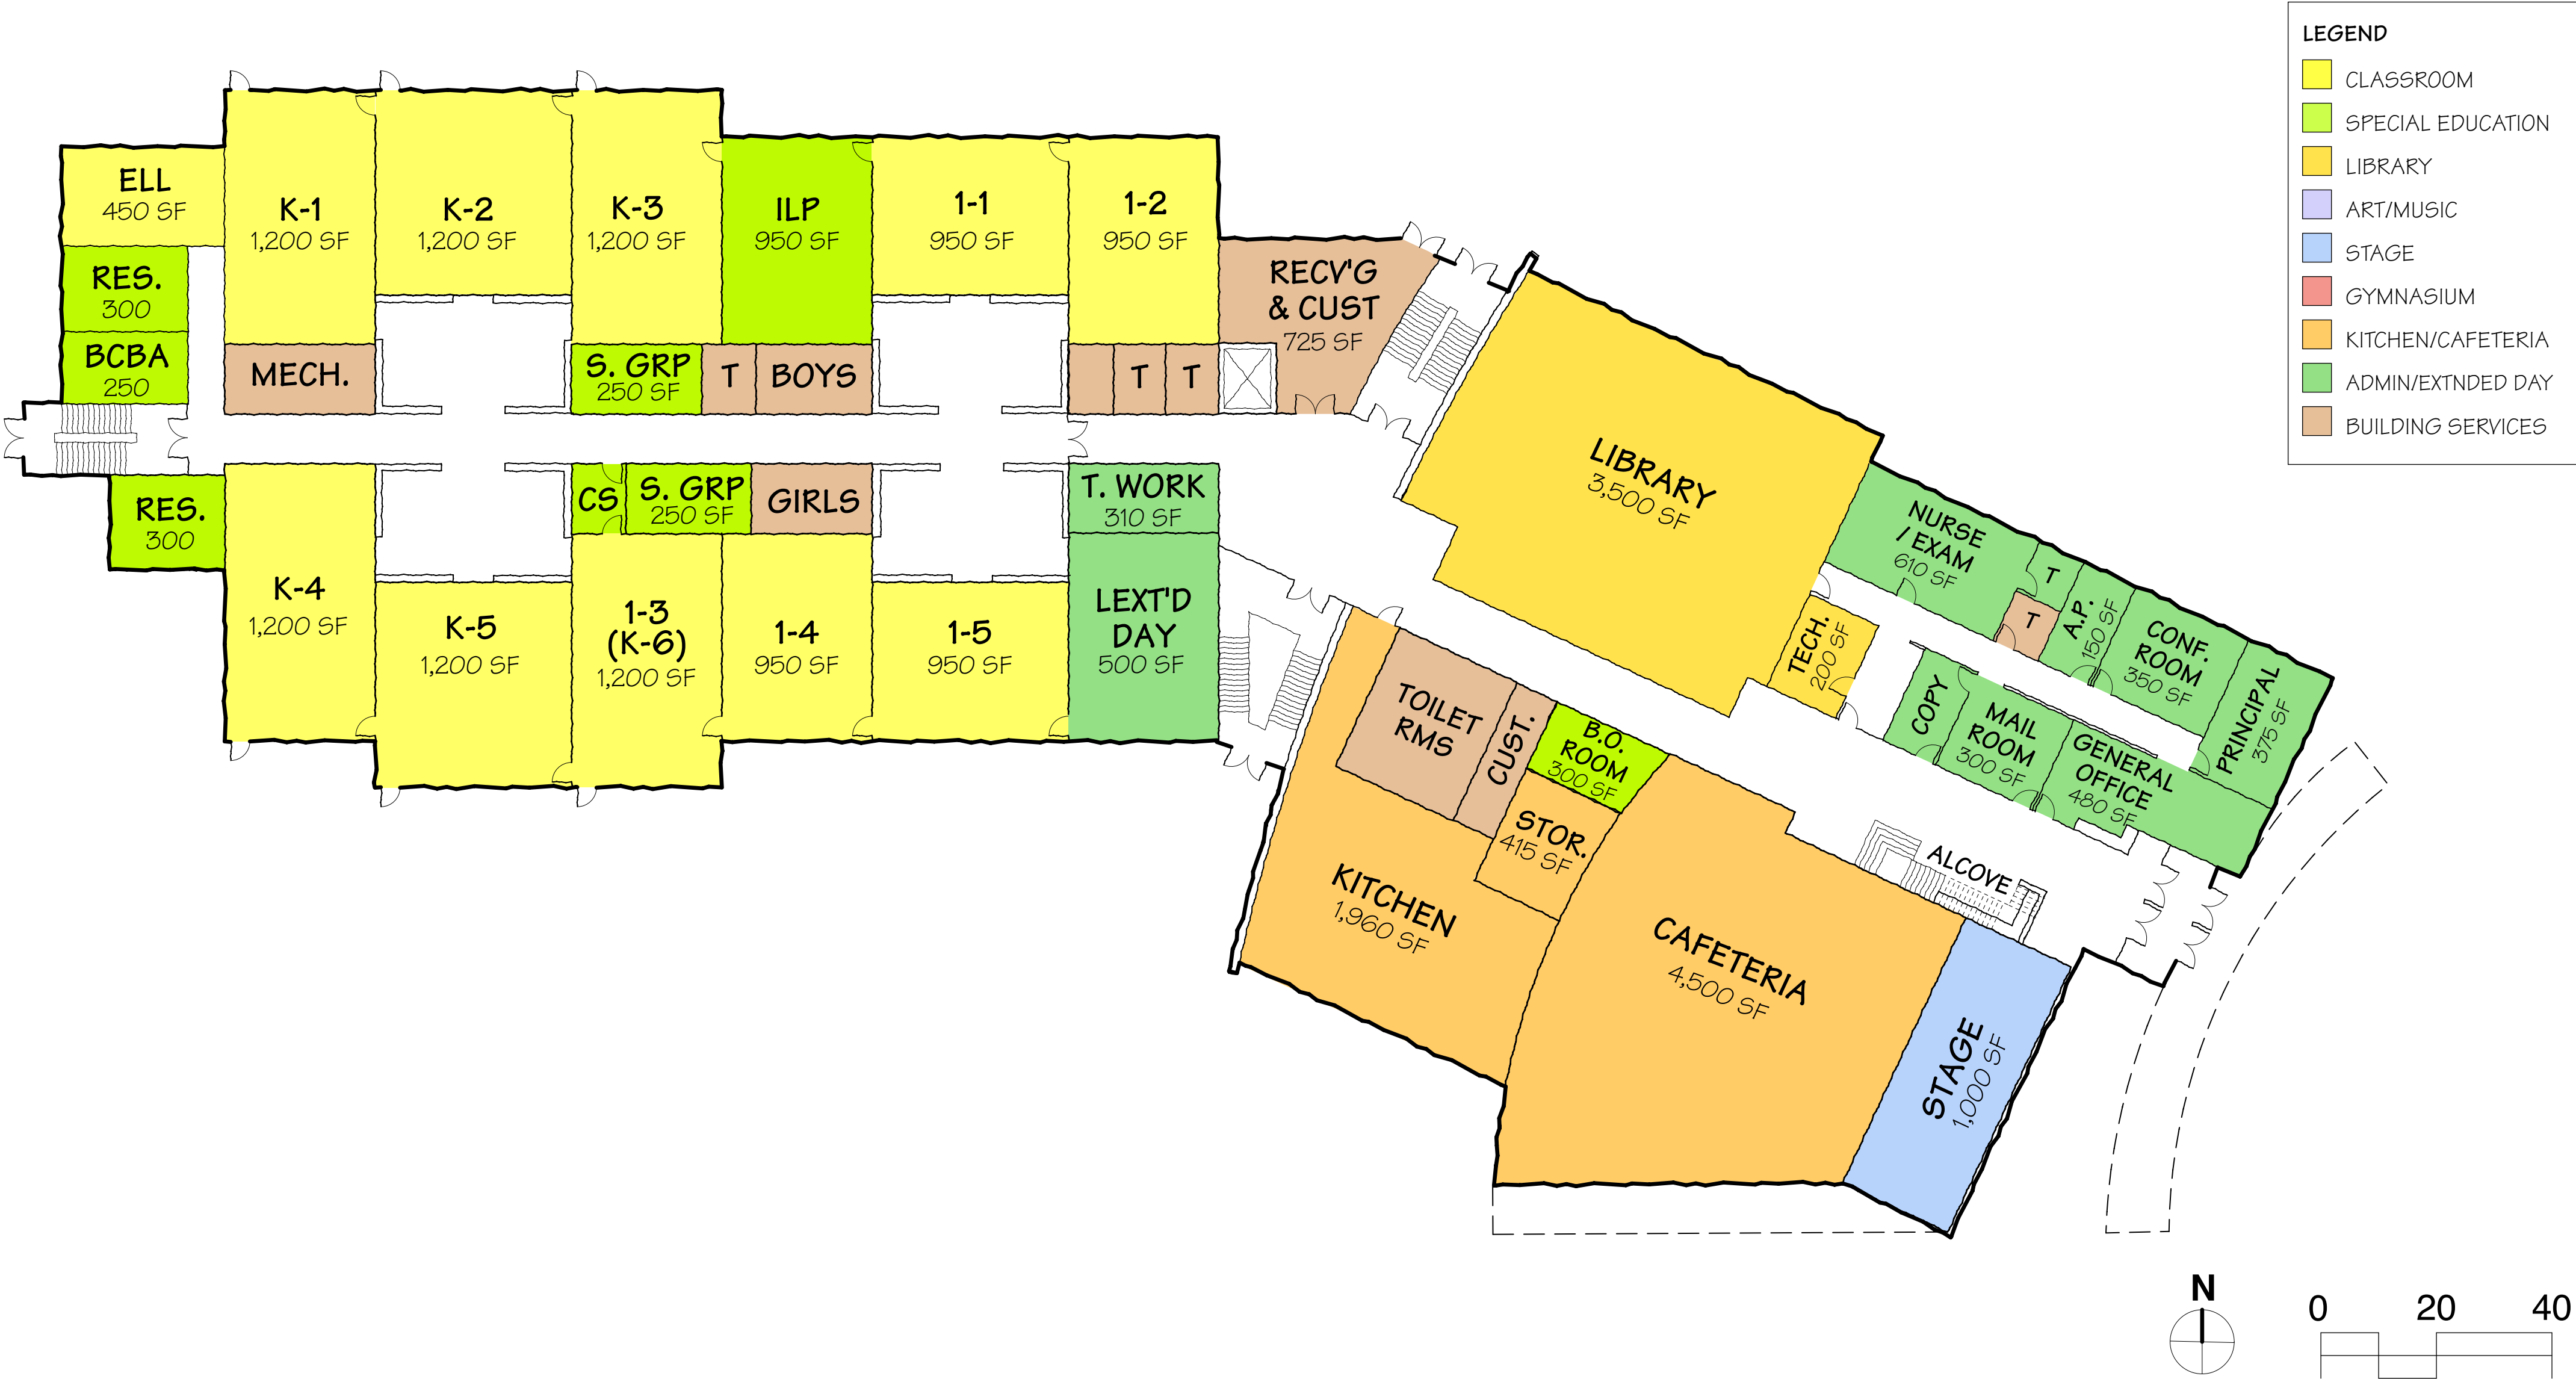 LEGEND
CLASSROOM
SPECIAL EDUCATION
LIBRARY
ART/MUSIC
STAGE
GYMNASIUM
KITCHEN/CAFETERIA
ADMIN/EXTNDED DAY
BUILDING SERVICES
ELL
450 SF
K-1
1,200 SF
K-2
1,200 SF
K-3
1,200 SF
ILP
950 SF
1-1
950 SF
1-2
950 SF
RES.
300
BCBA
250
MECH.
S. GRP
250 SF
T
BOYS
T
T
RECV'G
& CUST
725 SF
RES.
300
K-4
1,200 SF
K-5
1,200 SF
CS
S. GRP
250 SF
GIRLS
1-3
(K-6)
1,200 SF
1-4
950 SF
1-5
950 SF
T. WORK
310 SF
LEXT'D
DAY
500 SF
LIBRARY
3,500 SF
TECH.
200 SF
NURSE
/ EXAM
610 SF
T
T
A.P.
150 SF
CONF.
ROOM
350 SF
PRINCIPAL
375 SF
COPY
MAIL
ROOM
300 SF
GENERAL
OFFICE
480 SF
TOILET
RMS
CUST.
B.O.
ROOM
300 SF
STOR.
415 SF
KITCHEN
1,960 SF
CAFETERIA
4,500 SF
ALCOVE
STAGE
1,000 SF
N
0 20 40